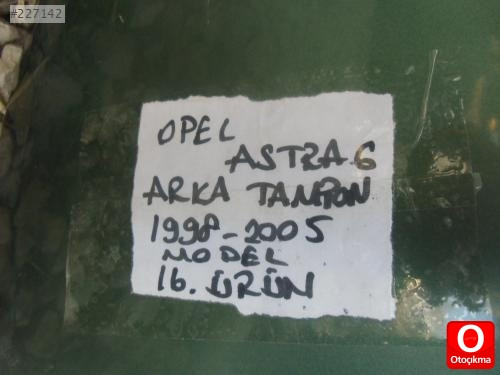 #227142
OPEL
ASTRA.G
ARKA TAMPON
1998-2005
MODEL
16. ÜRÜN
O
Otoçıkma